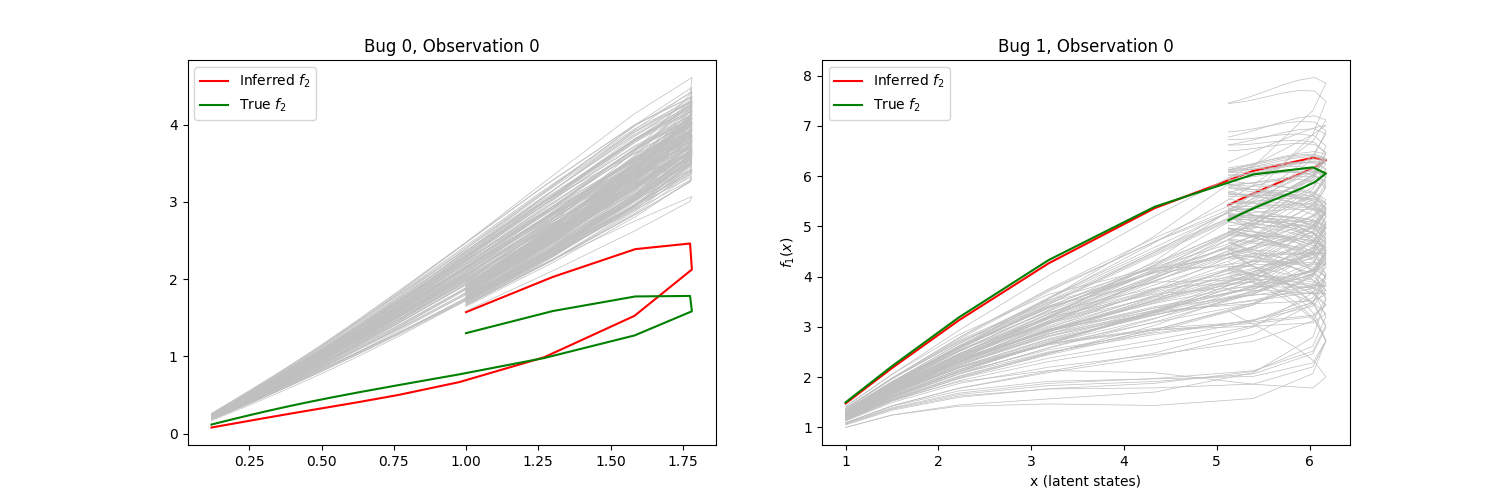 Bug 0, Observation 0
Inferred f₂
True f₂
4
3
2
1
0
0.25 0.50 0.75 1.00 1.25 1.50 1.75
Bug 1, Observation 0
Inferred f₂
True f₂
8
7
6
5
4
3
2
1
f₁(x)
1 2 3 4 5 6
x (latent states)